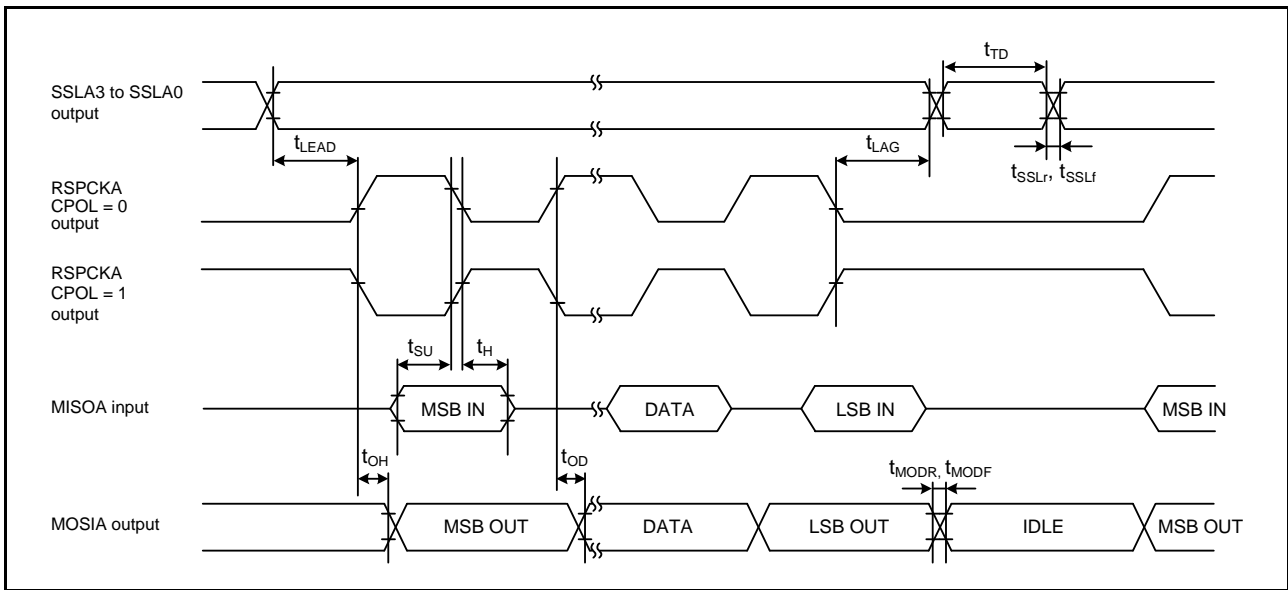 tTD
SSLA3 to SSLA0
output
tLEAD
tLAG
tSSLr, tSSLf
RSPCKA
CPOL = 0
output
RSPCKA
CPOL = 1
output
tSU
tH
MISOA input
MSB IN
DATA
LSB IN
MSB IN
tOH
tOD
tMODR, tMODF
MOSIA output
MSB OUT
DATA
LSB OUT
IDLE
MSB OUT